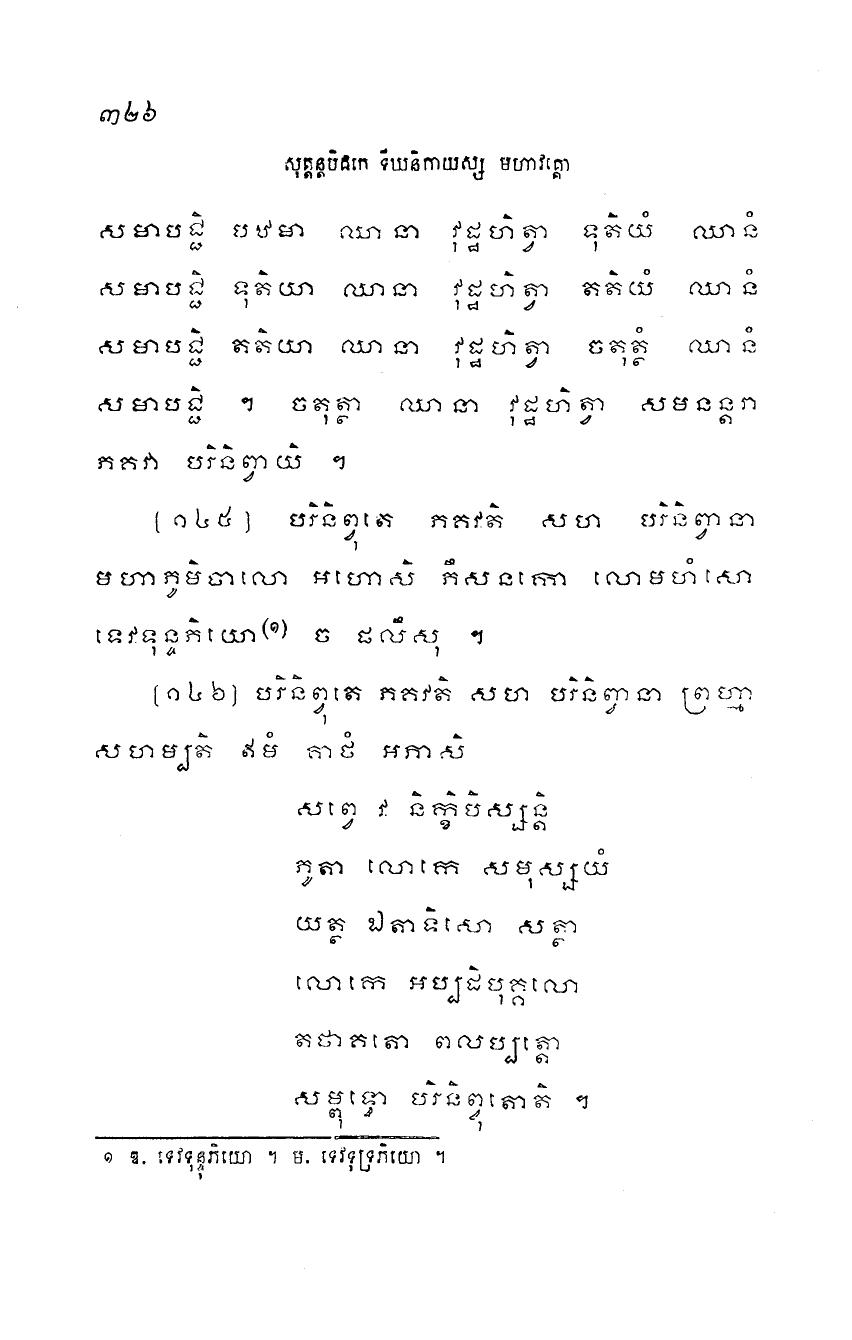 ៣២៦
សុត្តន្តបិដកេ ទីឃនិកាយស្ស មហាវគ្គោ
សមាបជ្ជិ បឋមា ឈានា វុដ្ឋហិត្វា ទុតិយំ ឈានំ
សមាបជ្ជិ ទុតិយា ឈានា វុដ្ឋហិត្វា តតិយំ ឈានំ
សមាបជ្ជិ តតិយា ឈានា វុដ្ឋហិត្វា ចតុត្ថំ ឈានំ
សមាបជ្ជិ ។ ចតុត្ថា ឈានា វុដ្ឋហិត្វា សមនន្តរា
ភគវា បរិនិព្វាយិ ។
[១៤៥] បរិនិព្វុតេ ភគវតិ សហ បរិនិព្វានា
មហាភូមិចាលោ អហោសិ ភឹសនកោ លោមហំសោ
ទេវទុន្ទភិយោ(១) ច ផលឹសុ ។
[១៤៦] បរិនិព្វុតេ ភគវតិ សហ បរិនិព្វានា ព្រហ្មា
សហម្បតិ ឥមំ គាថំ អភាសិ
សព្វេ វ និក្ខិបិស្សន្តិ
ភូតា លោកេ សមុស្សយំ
យត្ថ ឯតាទិសោ សត្ថា
លោកេ អប្បដិបុគ្គលោ
តថាគតោ ពលប្បត្តោ
សម្ពុទ្ធោ បរិនិព្វុតោតិ ។
១ ឱ. ទេវទុន្ទុភិយោ ។ ម. ទេវទុទ្រភិយោ ។